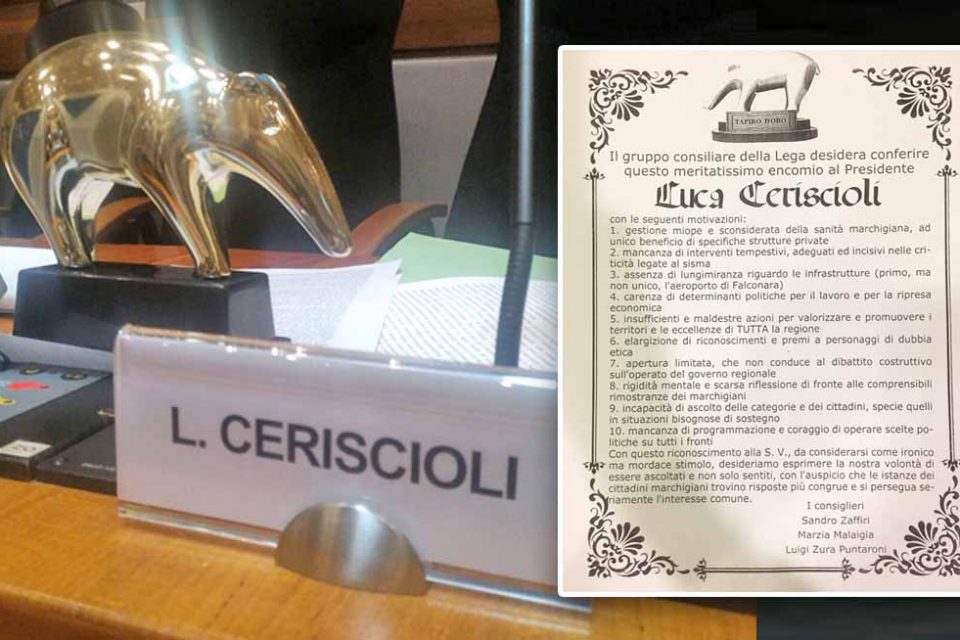 L. CERISCIOLI
TAPIRO D'ORO
Il gruppo consiliare della Lega desidera conferire
questo meritatissimo encomio al Presidente
Luca Ceriscioli
con le seguenti motivazioni:
1. gestione miope e sconsiderata della sanità marchigiana, ad
unico beneficio di specifiche strutture private
2. mancanza di interventi tempestivi, adeguati ed incisivi nelle cri-
ticità legate al sisma
3. assenza di lungimiranza riguardo le infrastrutture (primo, ma
non unico, l'aeroporto di Falconara)
4. carenza di determinanti politiche per il lavoro e per la ripresa
economica
5. insufficienti e maldestre azioni per valorizzare e promuovere i
territori e le eccellenze di TUTTA la regione
6. elargizione di riconoscimenti e premi a personaggi di dubbia
etica
7. apertura limitata, che non conduce al dibattito costruttivo
sull'operato del governo regionale
8. rigidità mentale e scarsa riflessione di fronte alle comprensibili
rimostranze dei marchigiani
9. incapacità di ascolto delle categorie e dei cittadini, specie quelli
in situazioni bisognose di sostegno
10. mancanza di programmazione e coraggio di operare scelte po-
litiche su tutti i fronti
Con questo riconoscimento alla S. V., da considerarsi come ironico
ma mordace stimolo, desideriamo esprimere la nostra volontà di
essere ascoltati e non solo sentiti, con l'auspicio che le istanze dei
cittadini marchigiani trovino risposte più congrue e si persegua se-
riamente l'interesse comune.
I consiglieri
Sandro Zaffiri
Marzia Malaigia
Luigi Zura Puntaroni